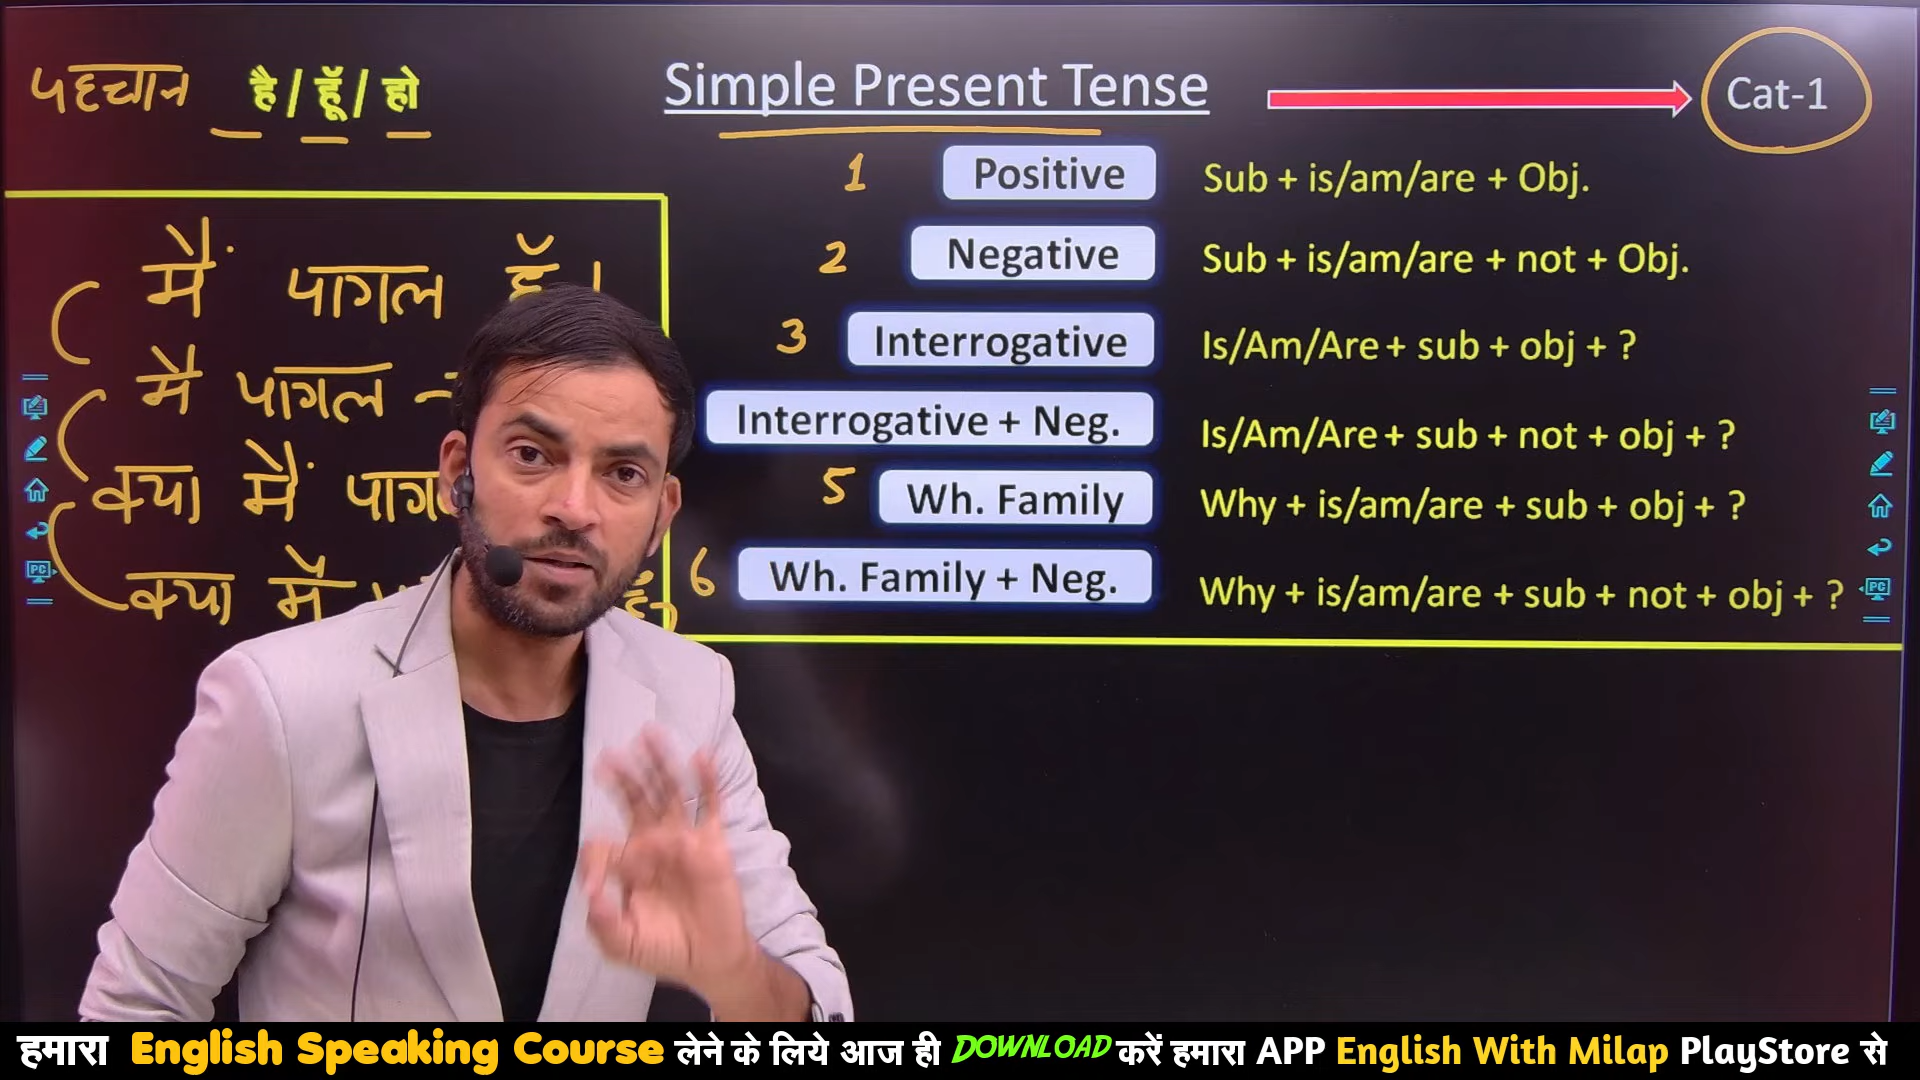 पहचान है / हूँ / हो
Simple Present Tense
Cat-1
1 Positive Sub + is/am/are + Obj.
2 Negative Sub + is/am/are + not + Obj.
3 Interrogative Is/Am/Are + sub + obj + ?
Interrogative + Neg. Is/Am/Are + sub + not + obj + ?
5 Wh. Family Why + is/am/are + sub + obj + ?
6 Wh. Family + Neg. Why + is/am/are + sub + not + obj + ?
मैं पागल हूँ ।
मैं पागल
क्या मैं
क्या मैं
हमारा English Speaking Course लेने के लिये आज ही DOWNLOAD करें हमारा APP English With Milap PlayStore से